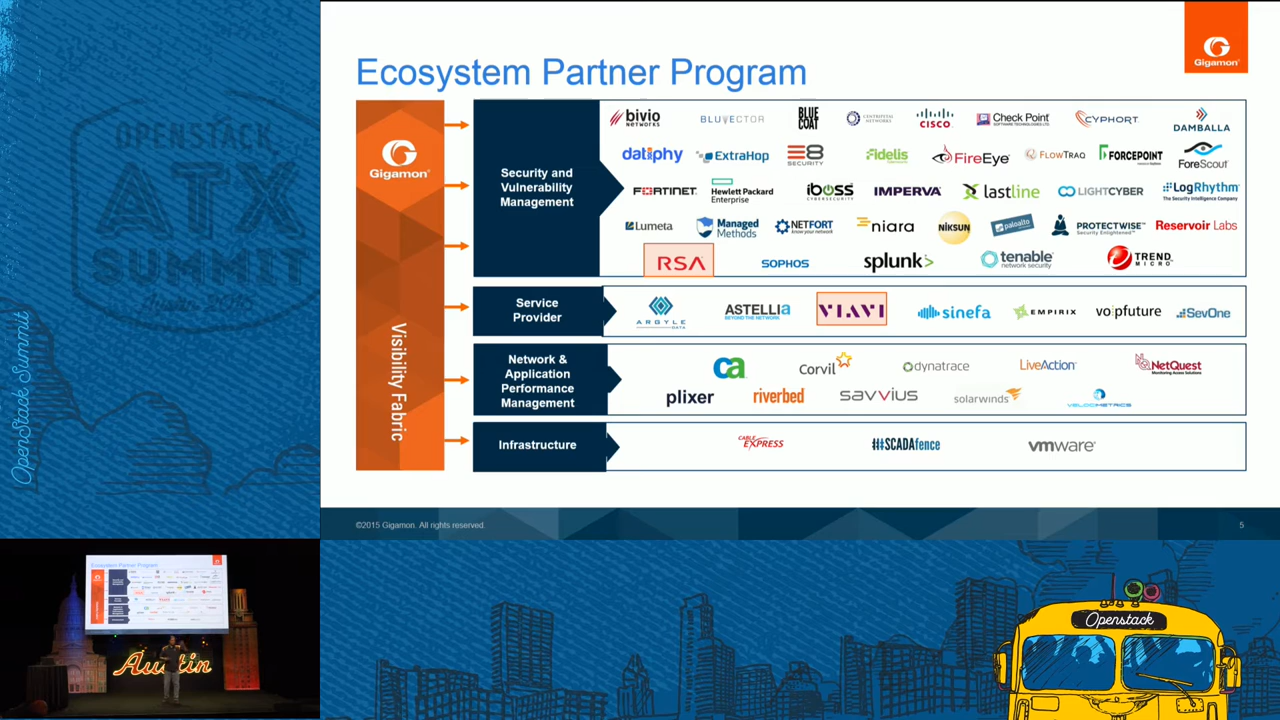 Ecosystem Partner Program
Gigamon®
Gigamon®
Visibility Fabric
Security and
Vulnerability
Management
bivio
NETWORKS
BLUVECTOR
BLUE
COAT
CENTRIPETAL
NETWORKS
CISCO
Check Point
SOFTWARE TECHNOLOGIES LTD.
CYPHORT
DAMBALLA
datiphy
ExtraHop
E8
SECURITY
Fidelis
FireEye
FLOWTRAQ
FORCEPOINT
ForeScout
FORTINET
Hewlett Packard
Enterprise
iboss
CYBERSECURITY
IMPERVA
lastline
LIGHTCYBER
LogRhythm
The Security Intelligence Company
Lumeta
Managed
Methods
NETFORT
know your network
niara
NIKSUN
paloalto
PROTECTWISE
Security Enlightened
Reservoir Labs
RSA
SOPHOS
splunk>
tenable
network security
TREND
MICRO
Service
Provider
ARGYLE
DATA
ASTELLIA
BEYOND THE NETWORK
VIAVI
sinefa
EMPIRIX
voipfuture
SevOne
Network &
Application
Performance
Management
ca
Corvil
dynatrace
LiveAction
NetQuest
Monitoring Access Solutions
plixer
riverbed
savvius
solarwinds
VELOCIMETRICS
Infrastructure
CABLE
EXPRESS
SCADAfence
vmware
©2015 Gigamon. All rights reserved.
5
OpenStack Summit
AUSTIN
SUMMIT
Ecosystem Partner Program
Austin
Openstack